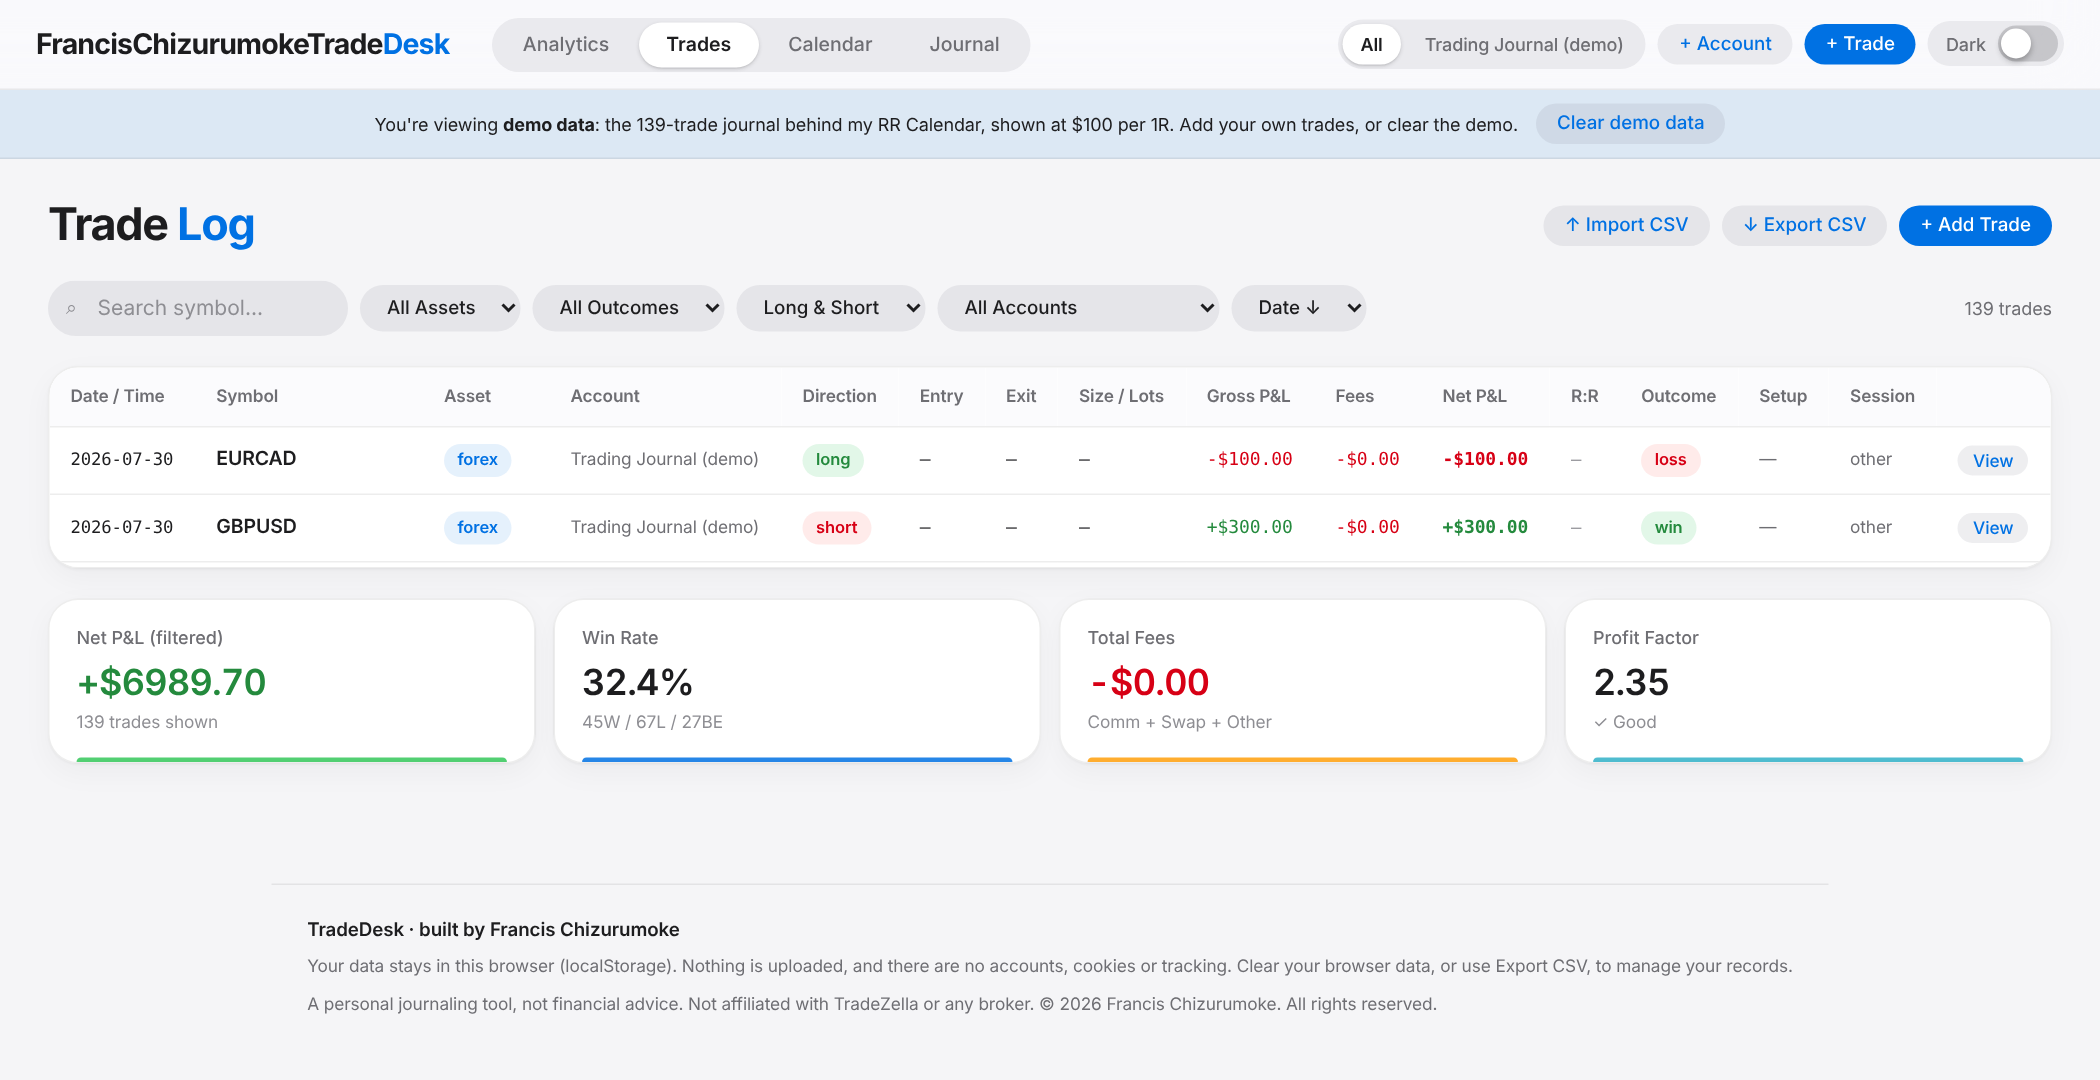 FrancisChizurumokeTradeDesk Analytics Trades Calendar Journal All Trading Journal (demo) + Account + Trade Dark
You're viewing demo data: the 139-trade journal behind my RR Calendar, shown at $100 per 1R. Add your own trades, or clear the demo. Clear demo data
Trade Log ↑ Import CSV ↓ Export CSV + Add Trade
Search symbol... All Assets All Outcomes Long & Short All Accounts Date ↓ 139 trades
Date / Time Symbol Asset Account Direction Entry Exit Size / Lots Gross P&L Fees Net P&L R:R Outcome Setup Session
2026-07-30 EURCAD forex Trading Journal (demo) long – – – -$100.00 -$0.00 -$100.00 – loss — other View
2026-07-30 GBPUSD forex Trading Journal (demo) short – – – +$300.00 -$0.00 +$300.00 – win — other View
Net P&L (filtered) Win Rate Total Fees Profit Factor
+$6989.70 32.4% -$0.00 2.35
139 trades shown 45W / 67L / 27BE Comm + Swap + Other ✓ Good
TradeDesk · built by Francis Chizurumoke
Your data stays in this browser (localStorage). Nothing is uploaded, and there are no accounts, cookies or tracking. Clear your browser data, or use Export CSV, to manage your records.
A personal journaling tool, not financial advice. Not affiliated with TradeZella or any broker. © 2026 Francis Chizurumoke. All rights reserved.